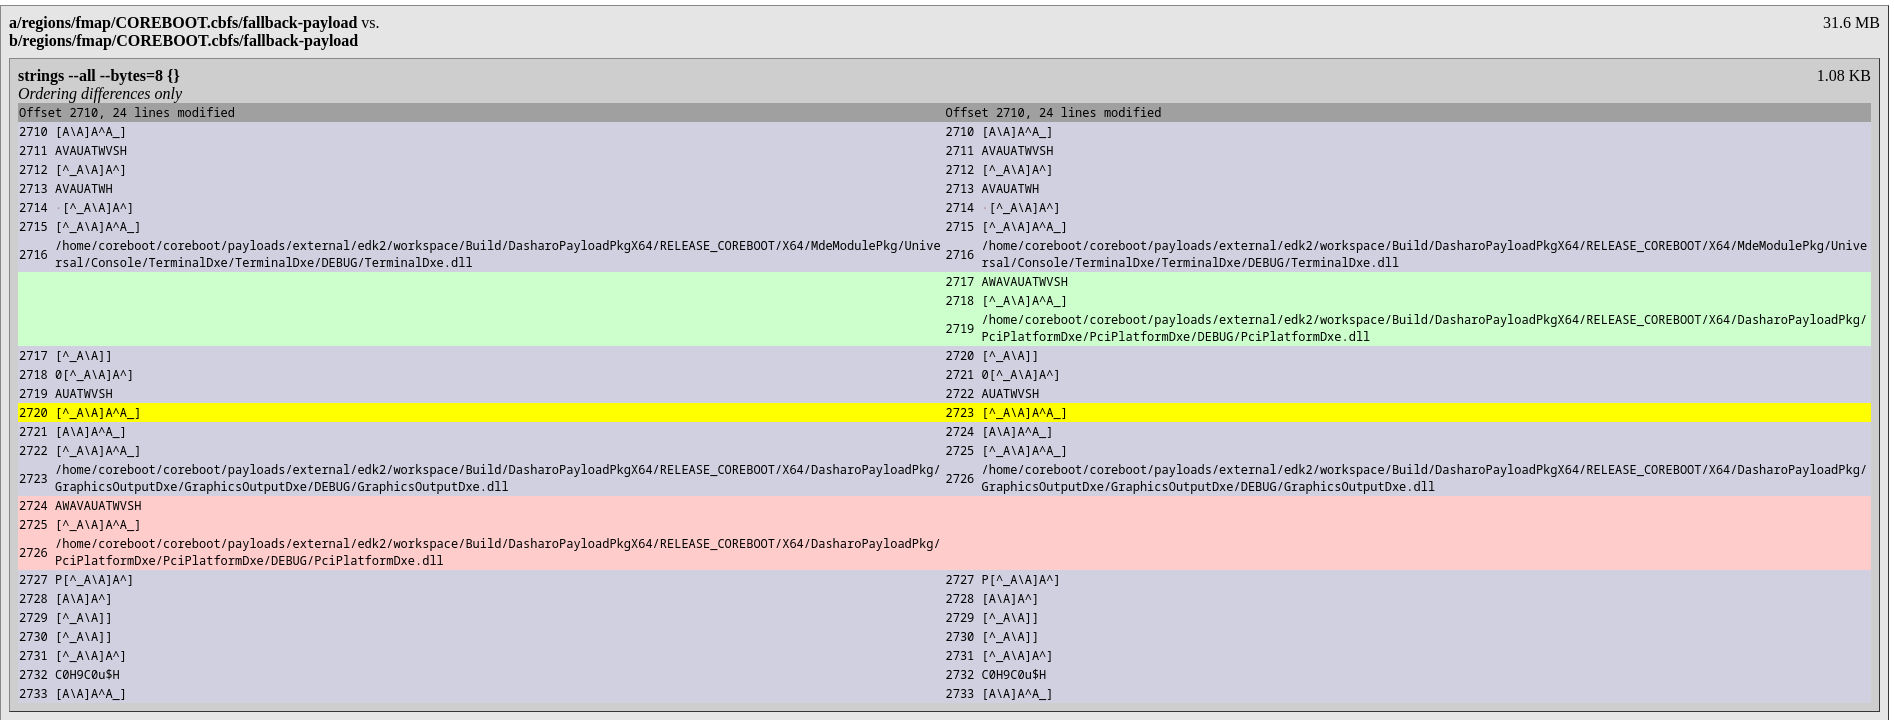 a/regions/fmap/COREBOOT.cbfs/fallback-payload vs.
b/regions/fmap/COREBOOT.cbfs/fallback-payload
31.6 MB
strings --all --bytes=8 {}
1.08 KB
Ordering differences only
Offset 2710, 24 lines modified	Offset 2710, 24 lines modified
2710 [A\A]A^A_]	2710 [A\A]A^A_]
2711 AVAUATWVSH	2711 AVAUATWVSH
2712 [^_A\A]A^]	2712 [^_A\A]A^]
2713 AVAUATWH	2713 AVAUATWH
2714 ·[^_A\A]A^]	2714 ·[^_A\A]A^]
2715 [^_A\A]A^A_]	2715 [^_A\A]A^A_]
2716 /home/coreboot/coreboot/payloads/external/edk2/workspace/Build/DasharoPayloadPkgX64/RELEASE_COREBOOT/X64/MdeModulePkg/Unive	2716 /home/coreboot/coreboot/payloads/external/edk2/workspace/Build/DasharoPayloadPkgX64/RELEASE_COREBOOT/X64/MdeModulePkg/Unive
rsal/Console/TerminalDxe/TerminalDxe/DEBUG/TerminalDxe.dll	rsal/Console/TerminalDxe/TerminalDxe/DEBUG/TerminalDxe.dll
2717 AWAVAUATWVSH
2718 [^_A\A]A^A_]
2719 /home/coreboot/coreboot/payloads/external/edk2/workspace/Build/DasharoPayloadPkgX64/RELEASE_COREBOOT/X64/DasharoPayloadPkg/
PciPlatformDxe/PciPlatformDxe/DEBUG/PciPlatformDxe.dll
2717 [^_A\A]]	2720 [^_A\A]]
2718 0[^_A\A]A^]	2721 0[^_A\A]A^]
2719 AUATWVSH	2722 AUATWVSH
2720 [^_A\A]A^A_]	2723 [^_A\A]A^A_]
2721 [A\A]A^A_]	2724 [A\A]A^A_]
2722 [^_A\A]A^A_]	2725 [^_A\A]A^A_]
2723 /home/coreboot/coreboot/payloads/external/edk2/workspace/Build/DasharoPayloadPkgX64/RELEASE_COREBOOT/X64/DasharoPayloadPkg/	2726 /home/coreboot/coreboot/payloads/external/edk2/workspace/Build/DasharoPayloadPkgX64/RELEASE_COREBOOT/X64/DasharoPayloadPkg/
GraphicsOutputDxe/GraphicsOutputDxe/DEBUG/GraphicsOutputDxe.dll	GraphicsOutputDxe/GraphicsOutputDxe/DEBUG/GraphicsOutputDxe.dll
2724 AWAVAUATWVSH
2725 [^_A\A]A^A_]
2726 /home/coreboot/coreboot/payloads/external/edk2/workspace/Build/DasharoPayloadPkgX64/RELEASE_COREBOOT/X64/DasharoPayloadPkg/
PciPlatformDxe/PciPlatformDxe/DEBUG/PciPlatformDxe.dll
2727 P[^_A\A]A^]	2727 P[^_A\A]A^]
2728 [A\A]A^]	2728 [A\A]A^]
2729 [^_A\A]]	2729 [^_A\A]]
2730 [^_A\A]]	2730 [^_A\A]]
2731 [^_A\A]A^]	2731 [^_A\A]A^]
2732 C0H9C0u$H	2732 C0H9C0u$H
2733 [A\A]A^A_]	2733 [A\A]A^A_]